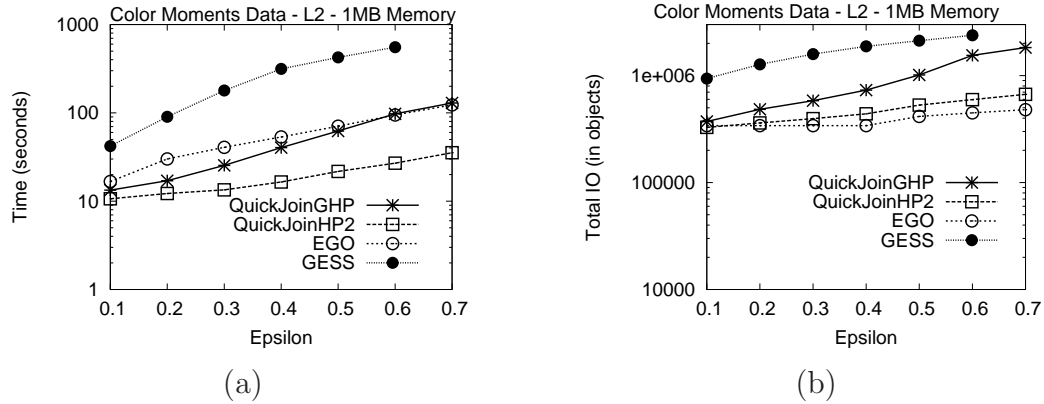 Color Moments Data - L2 - 1MB Memory
1000
100
10
1
Time (seconds)
QuickJoinGHP
QuickJoinHP2
EGO
GESS
0.1 0.2 0.3 0.4 0.5 0.6 0.7
Epsilon
(a)
Color Moments Data - L2 - 1MB Memory
1e+006
100000
10000
Total IO (in objects)
QuickJoinGHP
QuickJoinHP2
EGO
GESS
0.1 0.2 0.3 0.4 0.5 0.6 0.7
Epsilon
(b)